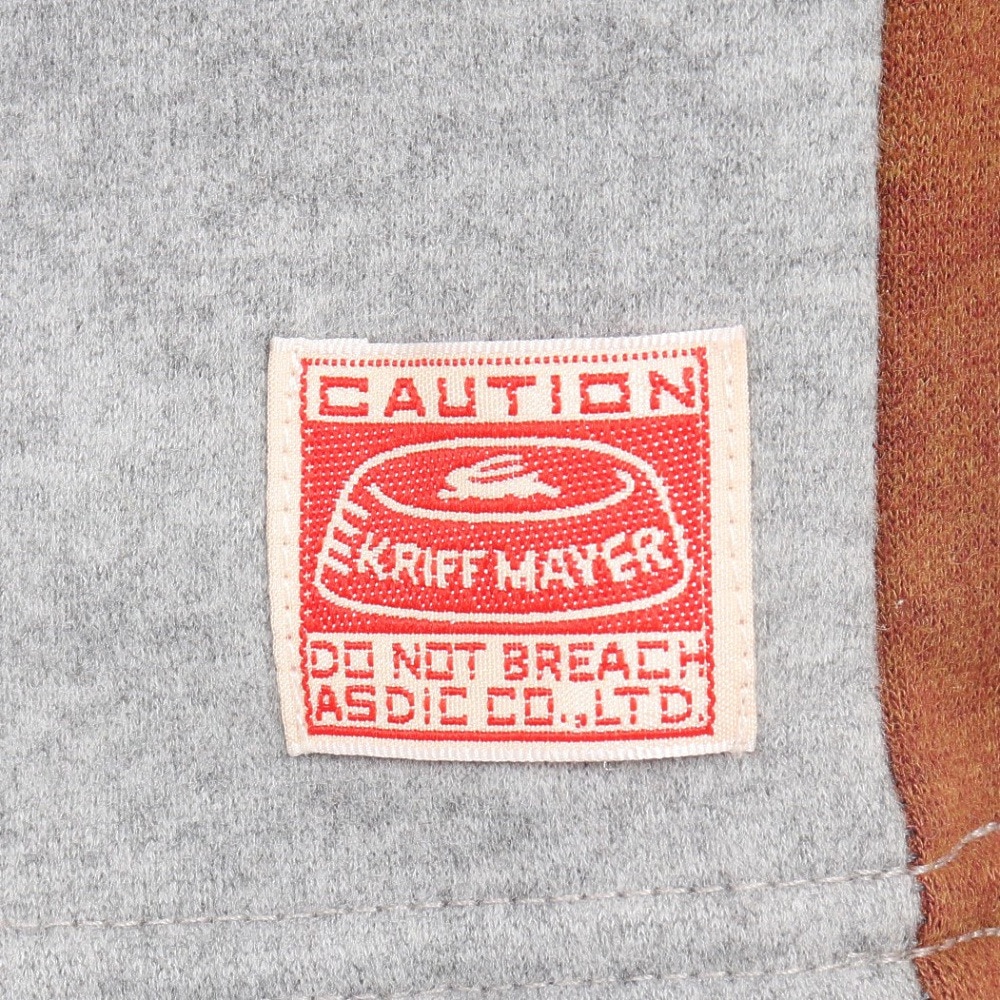 CAUTION
KRIFF MAYER
DO NOT BREACH
ASDIC CO.,LTD.